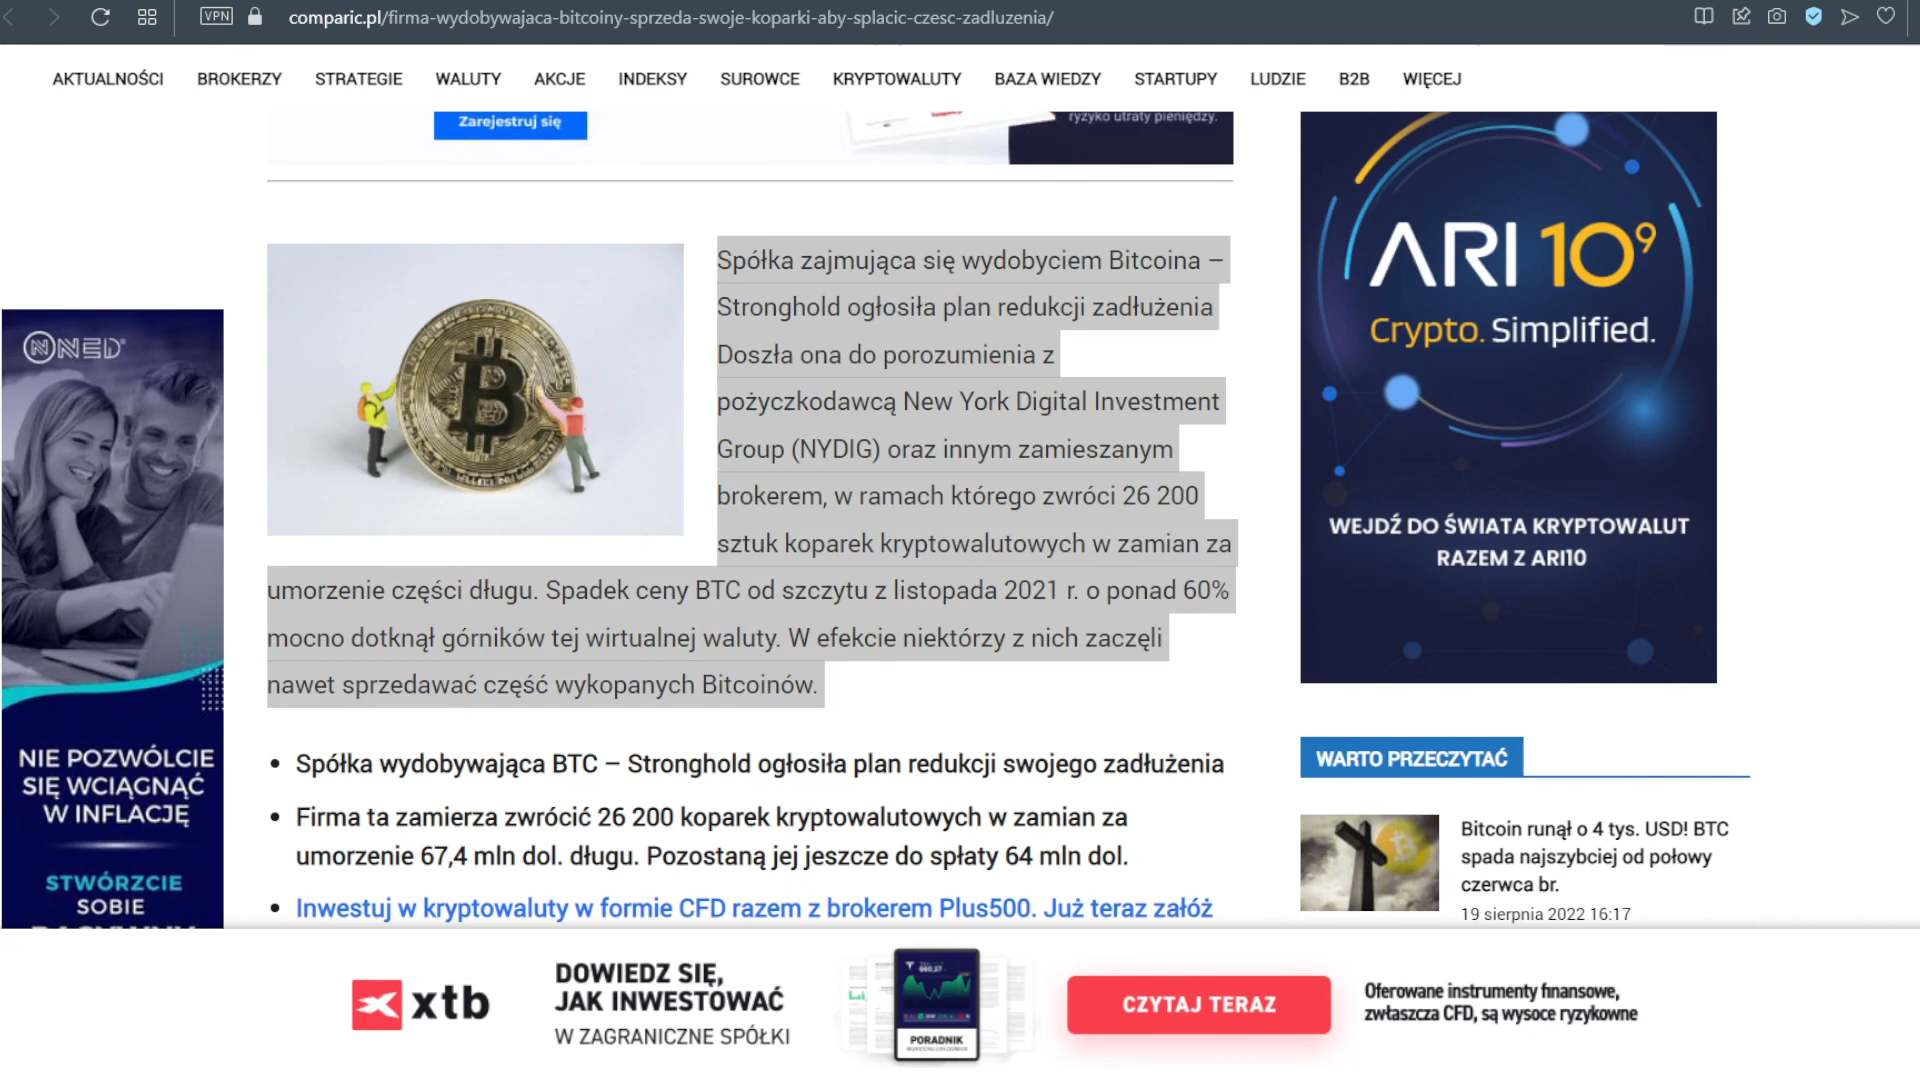 VPN
comparic.pl/firma-wydobywajaca-bitcoiny-sprzeda-swoje-koparki-aby-splacic-czesc-zadluzenia/
AKTUALNOŚCI BROKERZY STRATEGIE WALUTY AKCJE INDEKSY SUROWCE KRYPTOWALUTY BAZA WIEDZY STARTUPY LUDZIE B2B WIĘCEJ
Zarejestruj się
ryzyko utraty pieniędzy.
Spółka zajmująca się wydobyciem Bitcoina –
Stronghold ogłosiła plan redukcji zadłużenia
Doszła ona do porozumienia z
pożyczkodawcą New York Digital Investment
Group (NYDIG) oraz innym zamieszanym
brokerem, w ramach którego zwróci 26 200
sztuk koparek kryptowalutowych w zamian za
umorzenie części długu. Spadek ceny BTC od szczytu z listopada 2021 r. o ponad 60%
mocno dotknął górników tej wirtualnej waluty. W efekcie niektórzy z nich zaczęli
nawet sprzedawać część wykopanych Bitcoinów.
Spółka wydobywająca BTC – Stronghold ogłosiła plan redukcji swojego zadłużenia
Firma ta zamierza zwrócić 26 200 koparek kryptowalutowych w zamian za
umorzenie 67,4 mln dol. długu. Pozostaną jej jeszcze do spłaty 64 mln dol.
Inwestuj w kryptowaluty w formie CFD razem z brokerem Plus500. Już teraz załóż
NED
NIE POZWÓLCIE
SIĘ WCIĄGNĄĆ
W INFLACJĘ
STWÓRZCIE
SOBIE
ARI 10⁹
Crypto. Simplified.
WEJDŹ DO ŚWIATA KRYPTOWALUT
RAZEM Z ARI10
WARTO PRZECZYTAĆ
Bitcoin runął o 4 tys. USD! BTC
spada najszybciej od połowy
czerwca br.
19 sierpnia 2022 16:17
xtb
DOWIEDZ SIĘ,
JAK INWESTOWAĆ
W ZAGRANICZNE SPÓŁKI
PORADNIK
CZYTAJ TERAZ
Oferowane instrumenty finansowe,
zwłaszcza CFD, są wysoce ryzykowne